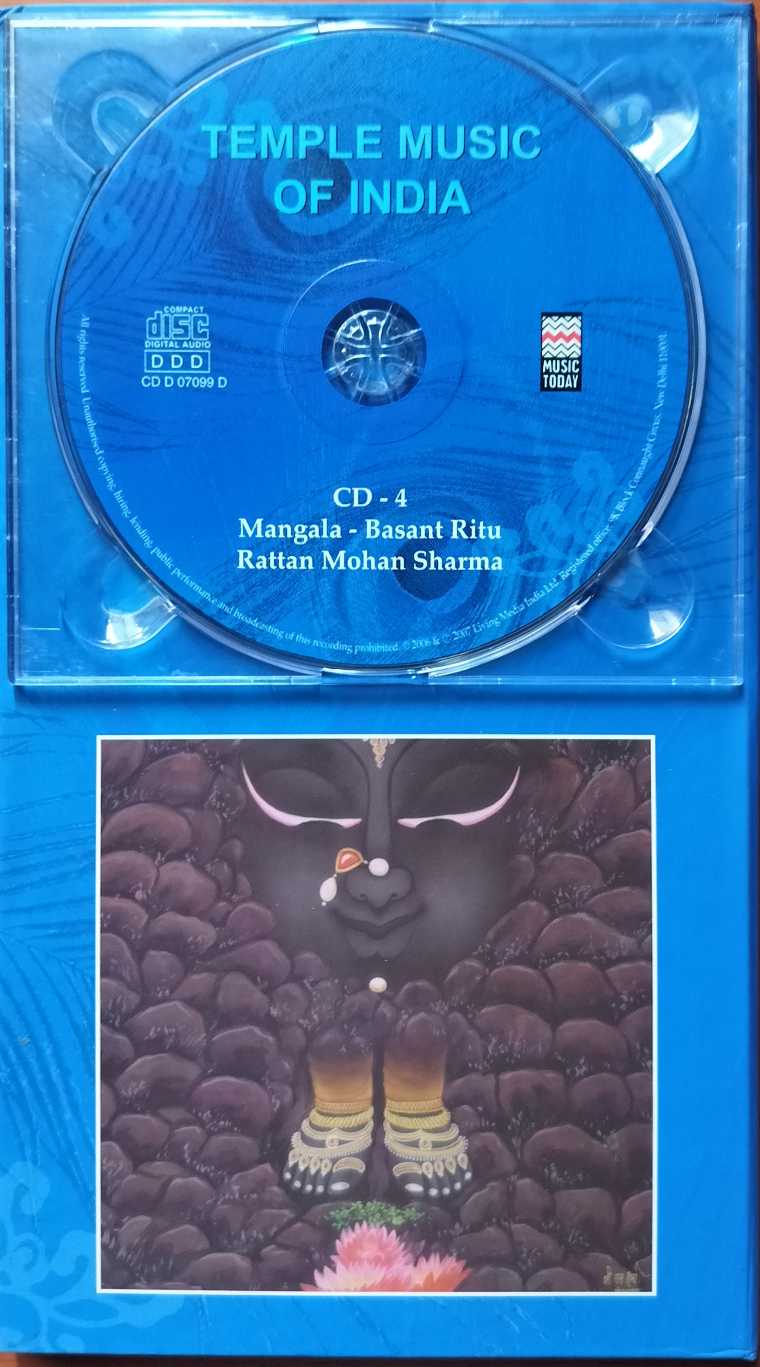 TEMPLE MUSIC
OF INDIA
COMPACT
disc
DIGITAL AUDIO
D D D
CD D 07099 D
MUSIC
TODAY
CD - 4
Mangala - Basant Ritu
Rattan Mohan Sharma
All rights reserved. Unauthorised copying, hiring, lending, public performance and broadcasting of this recording prohibited. © 2006 & © 2007 Living Media India Ltd. Registered office: K Block Connaught Circus, New Delhi 110001.